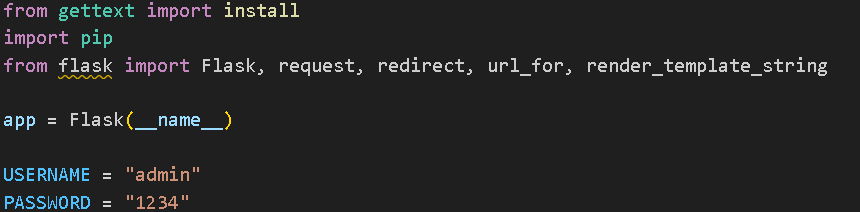 from gettext import install
import pip
from flask import Flask, request, redirect, url_for, render_template_string
app = Flask(__name__)
USERNAME = "admin"
PASSWORD = "1234"